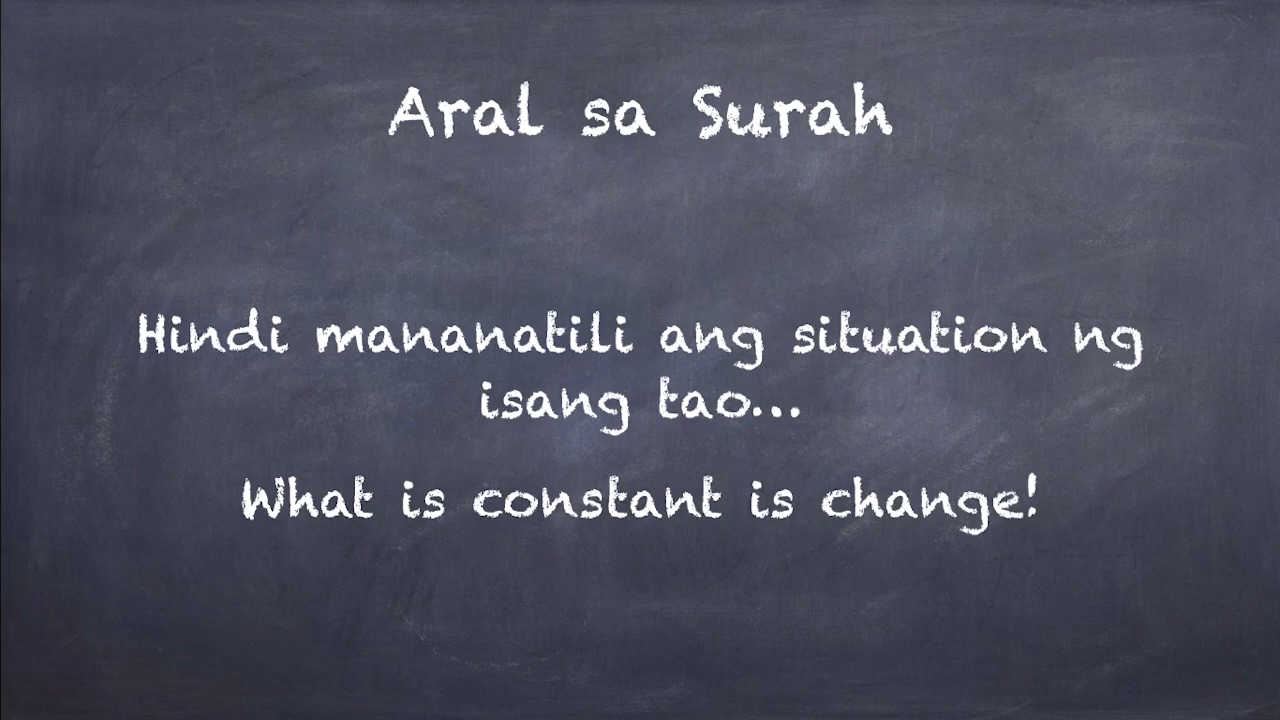 Aral sa Surah
Hindi mananatili ang situation ng
isang tao...
What is constant is change!